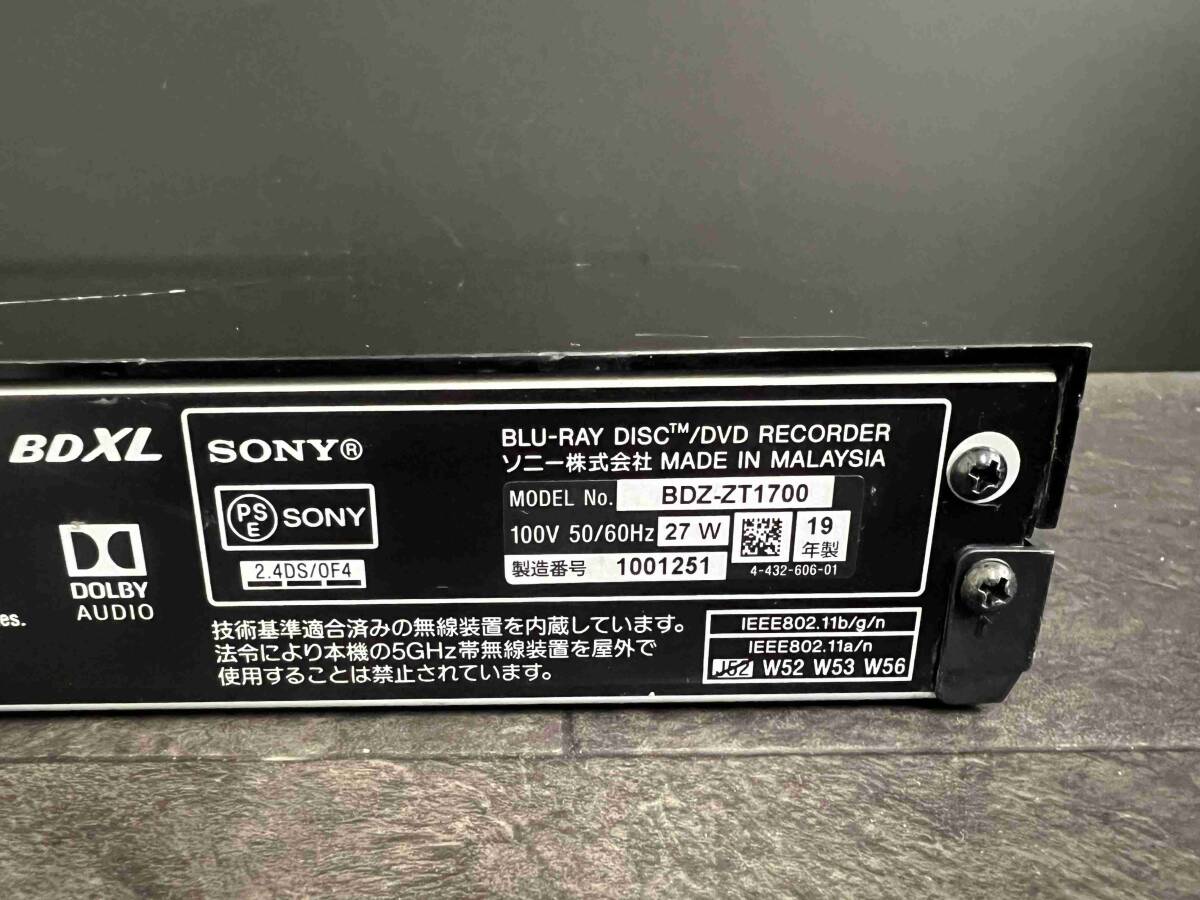 BDXL
DOLBY
AUDIO
es.
SONY®
PSE SONY
2.4DS/OF4
BLU-RAY DISC™/DVD RECORDER
ソニー株式会社 MADE IN MALAYSIA
MODEL No. BDZ-ZT1700
100V 50/60Hz 27 W
19年製
製造番号 1001251
4-432-606-01
技術基準適合済みの無線装置を内蔵しています。
法令により本機の5GHz帯無線装置を屋外で
使用することは禁止されています。
IEEE802.11b/g/n
IEEE802.11a/n
J52 W52 W53 W56